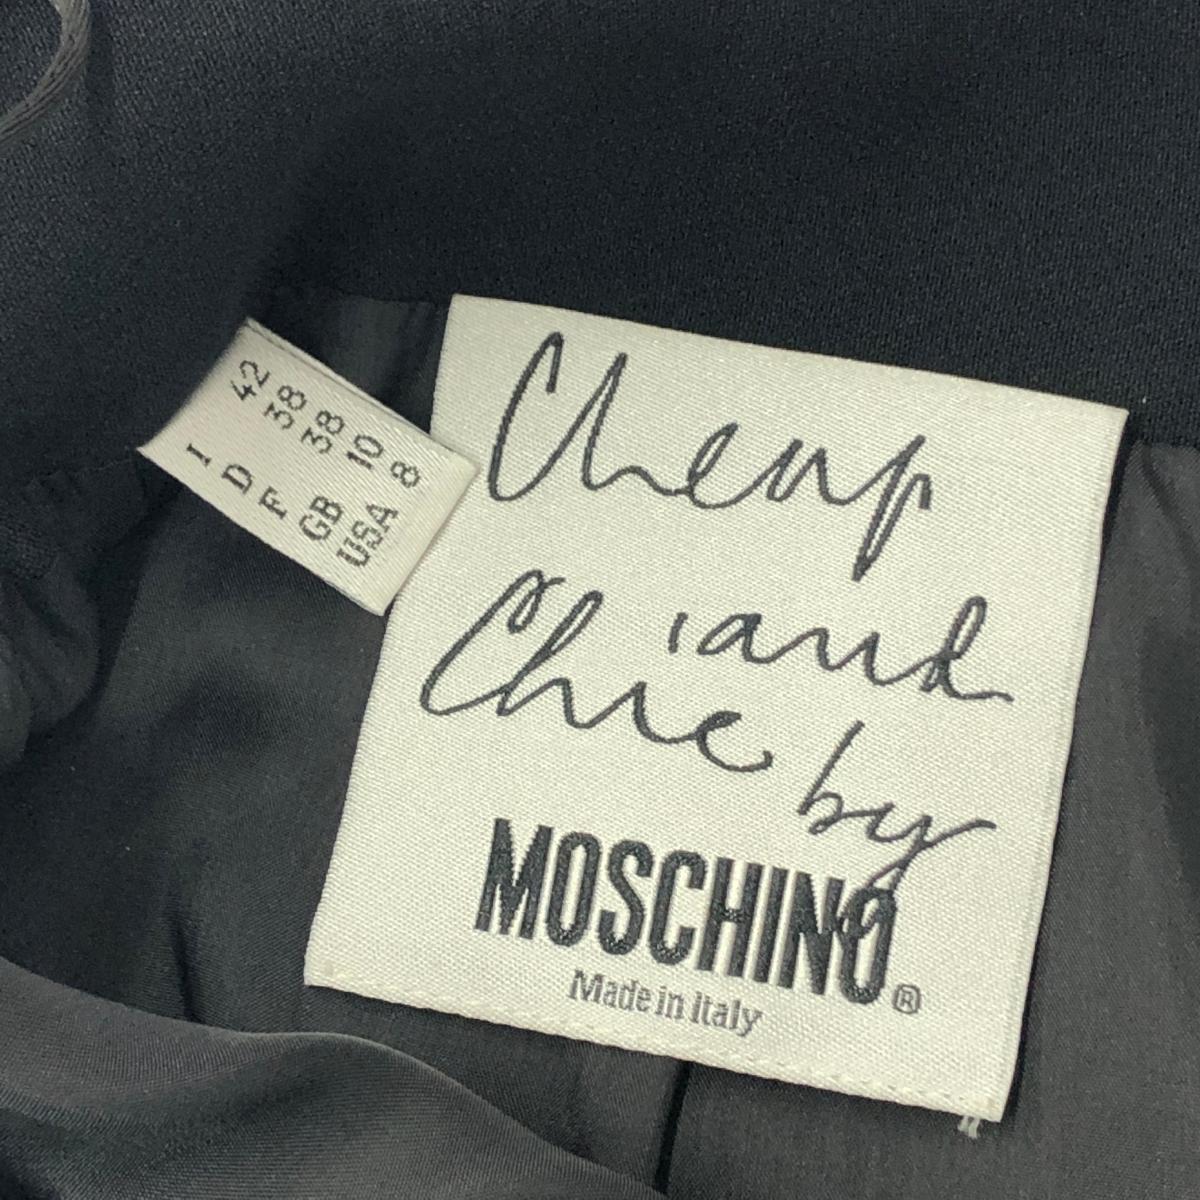 42 38 38 10 8
I D F GB USA
Cheap
and
Chic by
MOSCHINO®
Made in Italy